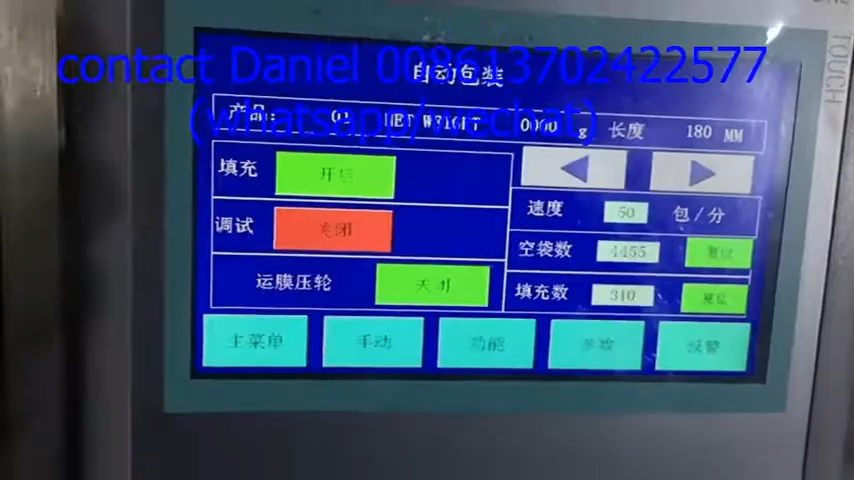 contact Daniel 008613702422577
(whatsapp/wechat)
自动包装
产品: 01 NET WEIGHT 0000 g 长度 180 MM
填充 开启
速度 50 包/分
调试 关闭
空袋数 4455 复位
运膜压轮 关闭
填充数 310 复位
主菜单 手动 功能 参数 报警
TOUCH